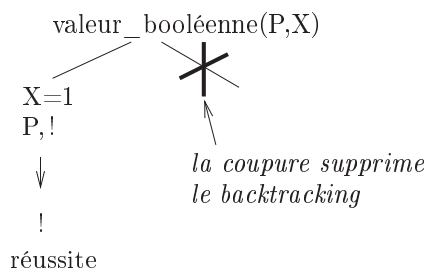 valeur_booléenne(P,X)
X=1
P,!
la coupure supprime
le backtracking
!
réussite